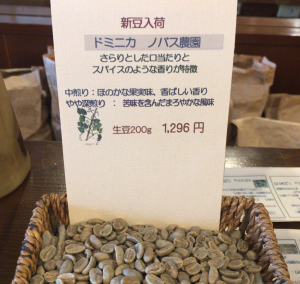 新豆入荷
ドミニカ ノバス農園
さらりとした口当たりと
スパイスのような香りが特徴
中煎り：ほのかな果実味、香ばしい香り
やや深煎り： 苦味を含んだまろやかな風味
生豆200g 1,296 円